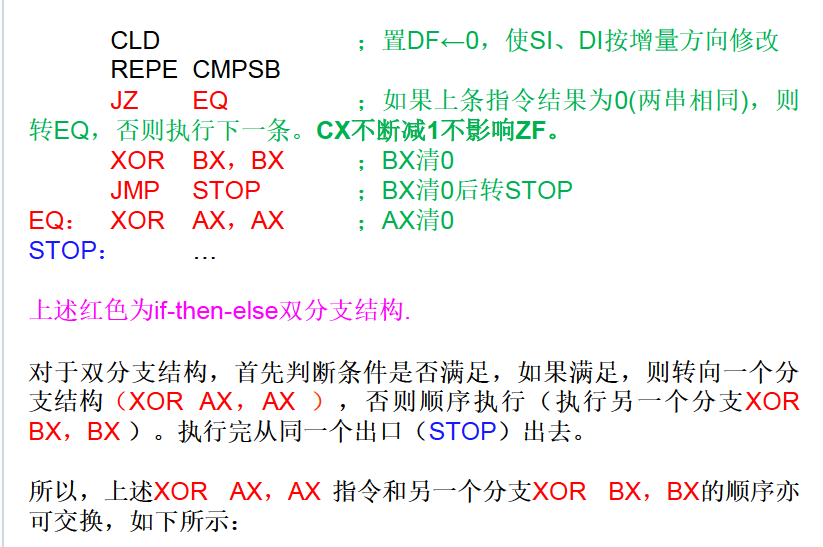 CLD ；置DF←0，使SI、DI按增量方向修改
REPE CMPSB
JZ EQ ；如果上条指令结果为0(两串相同)，则
转EQ，否则执行下一条。CX不断减1不影响ZF。
XOR BX，BX ；BX清0
JMP STOP ；BX清0后转STOP
EQ： XOR AX，AX ；AX清0
STOP： …
上述红色为if-then-else双分支结构.
对于双分支结构，首先判断条件是否满足，如果满足，则转向一个分
支结构（XOR AX，AX ），否则顺序执行（执行另一个分支XOR
BX，BX ）。执行完从同一个出口（STOP）出去。
所以，上述XOR AX，AX 指令和另一个分支XOR BX，BX的顺序亦
可交换，如下所示：